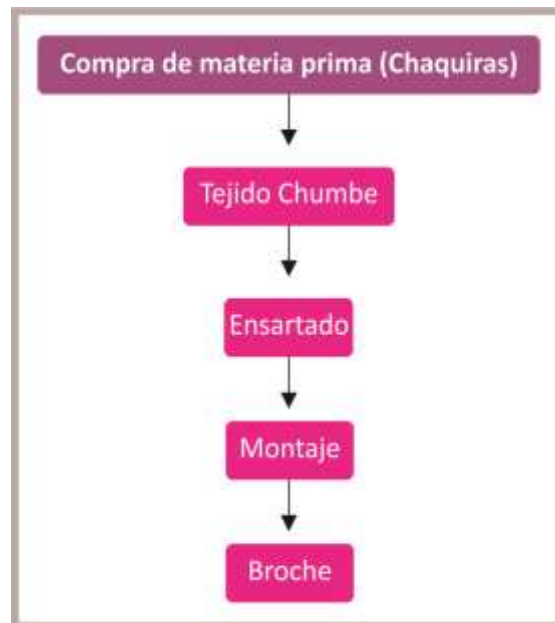 Compra de materia prima (Chaquiras)
Tejido Chumbe
Ensartado
Montaje
Broche